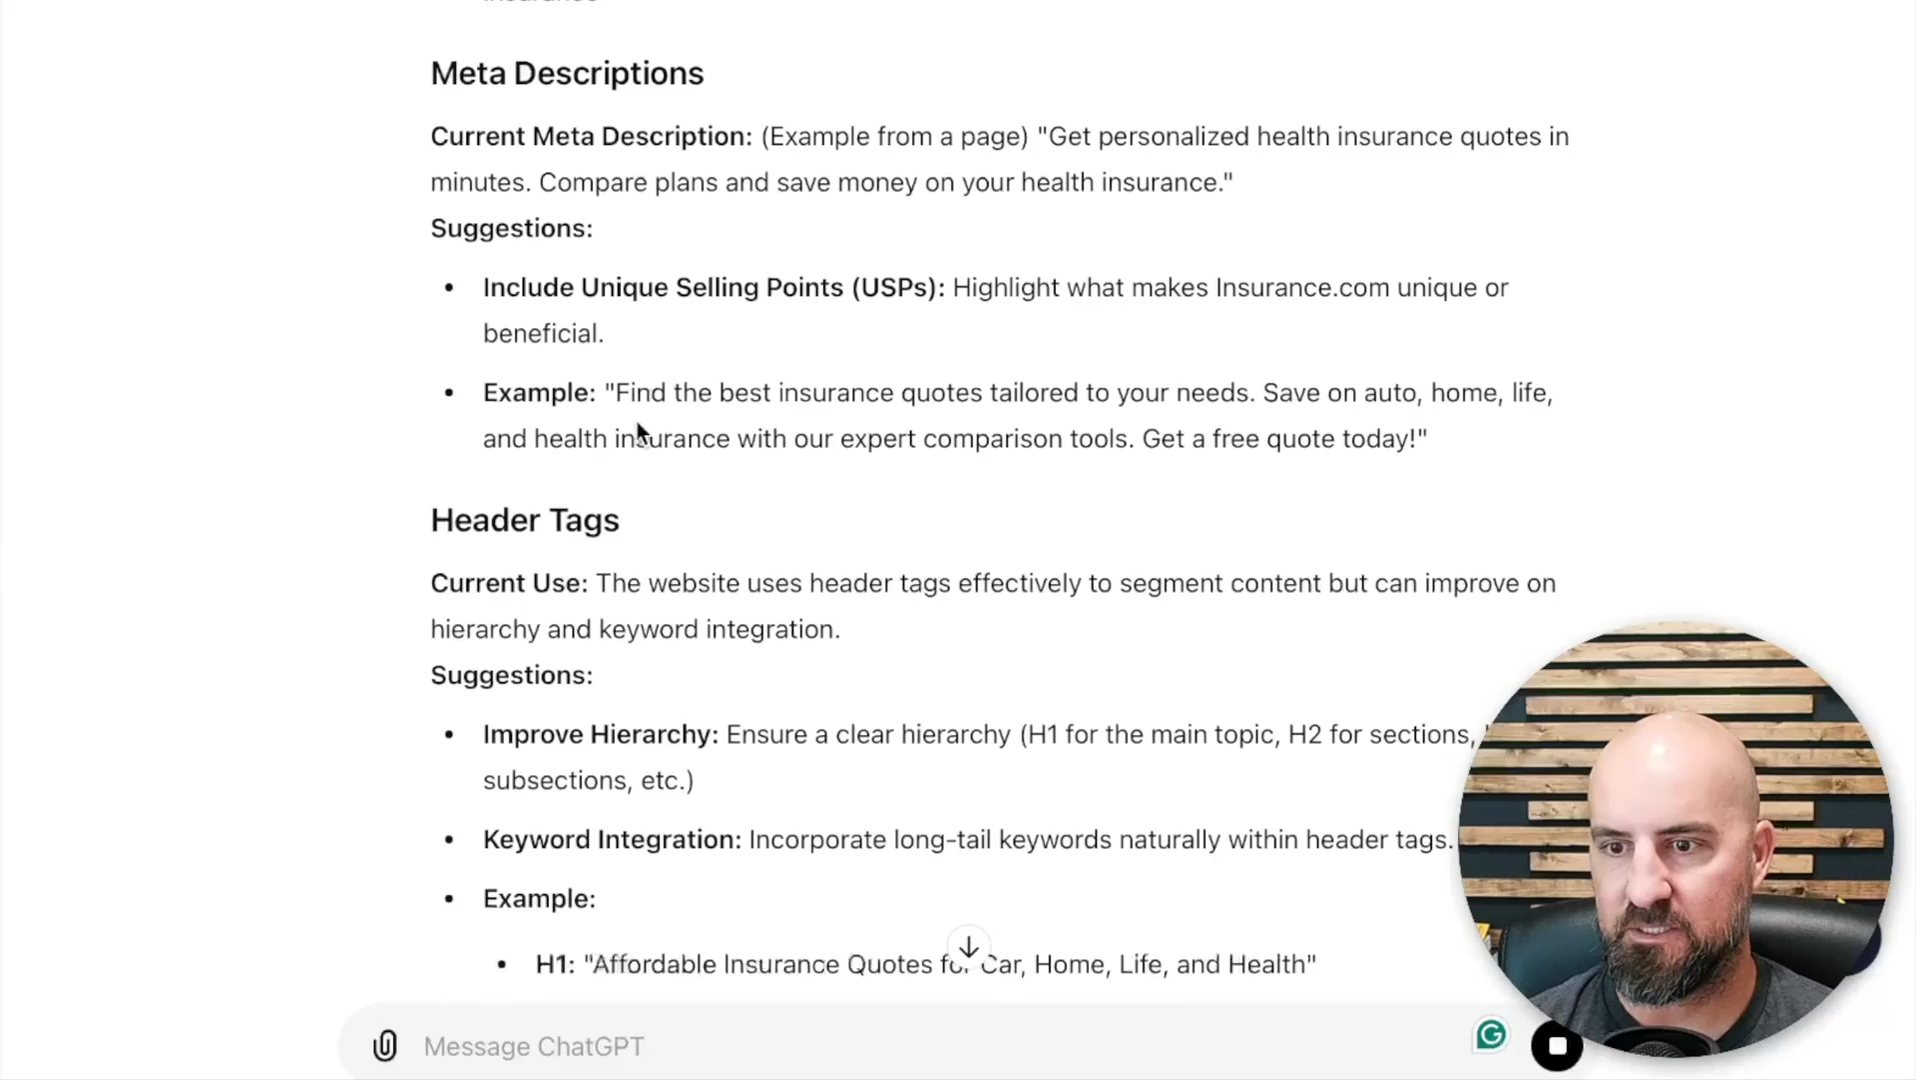 Meta Descriptions
Current Meta Description: (Example from a page) "Get personalized health insurance quotes in
minutes. Compare plans and save money on your health insurance."
Suggestions:
• Include Unique Selling Points (USPs): Highlight what makes Insurance.com unique or
beneficial.
• Example: "Find the best insurance quotes tailored to your needs. Save on auto, home, life,
and health insurance with our expert comparison tools. Get a free quote today!"
Header Tags
Current Use: The website uses header tags effectively to segment content but can improve on
hierarchy and keyword integration.
Suggestions:
• Improve Hierarchy: Ensure a clear hierarchy (H1 for the main topic, H2 for sections,
subsections, etc.)
• Keyword Integration: Incorporate long-tail keywords naturally within header tags.
• Example:
• H1: "Affordable Insurance Quotes for Car, Home, Life, and Health"
Message ChatGPT